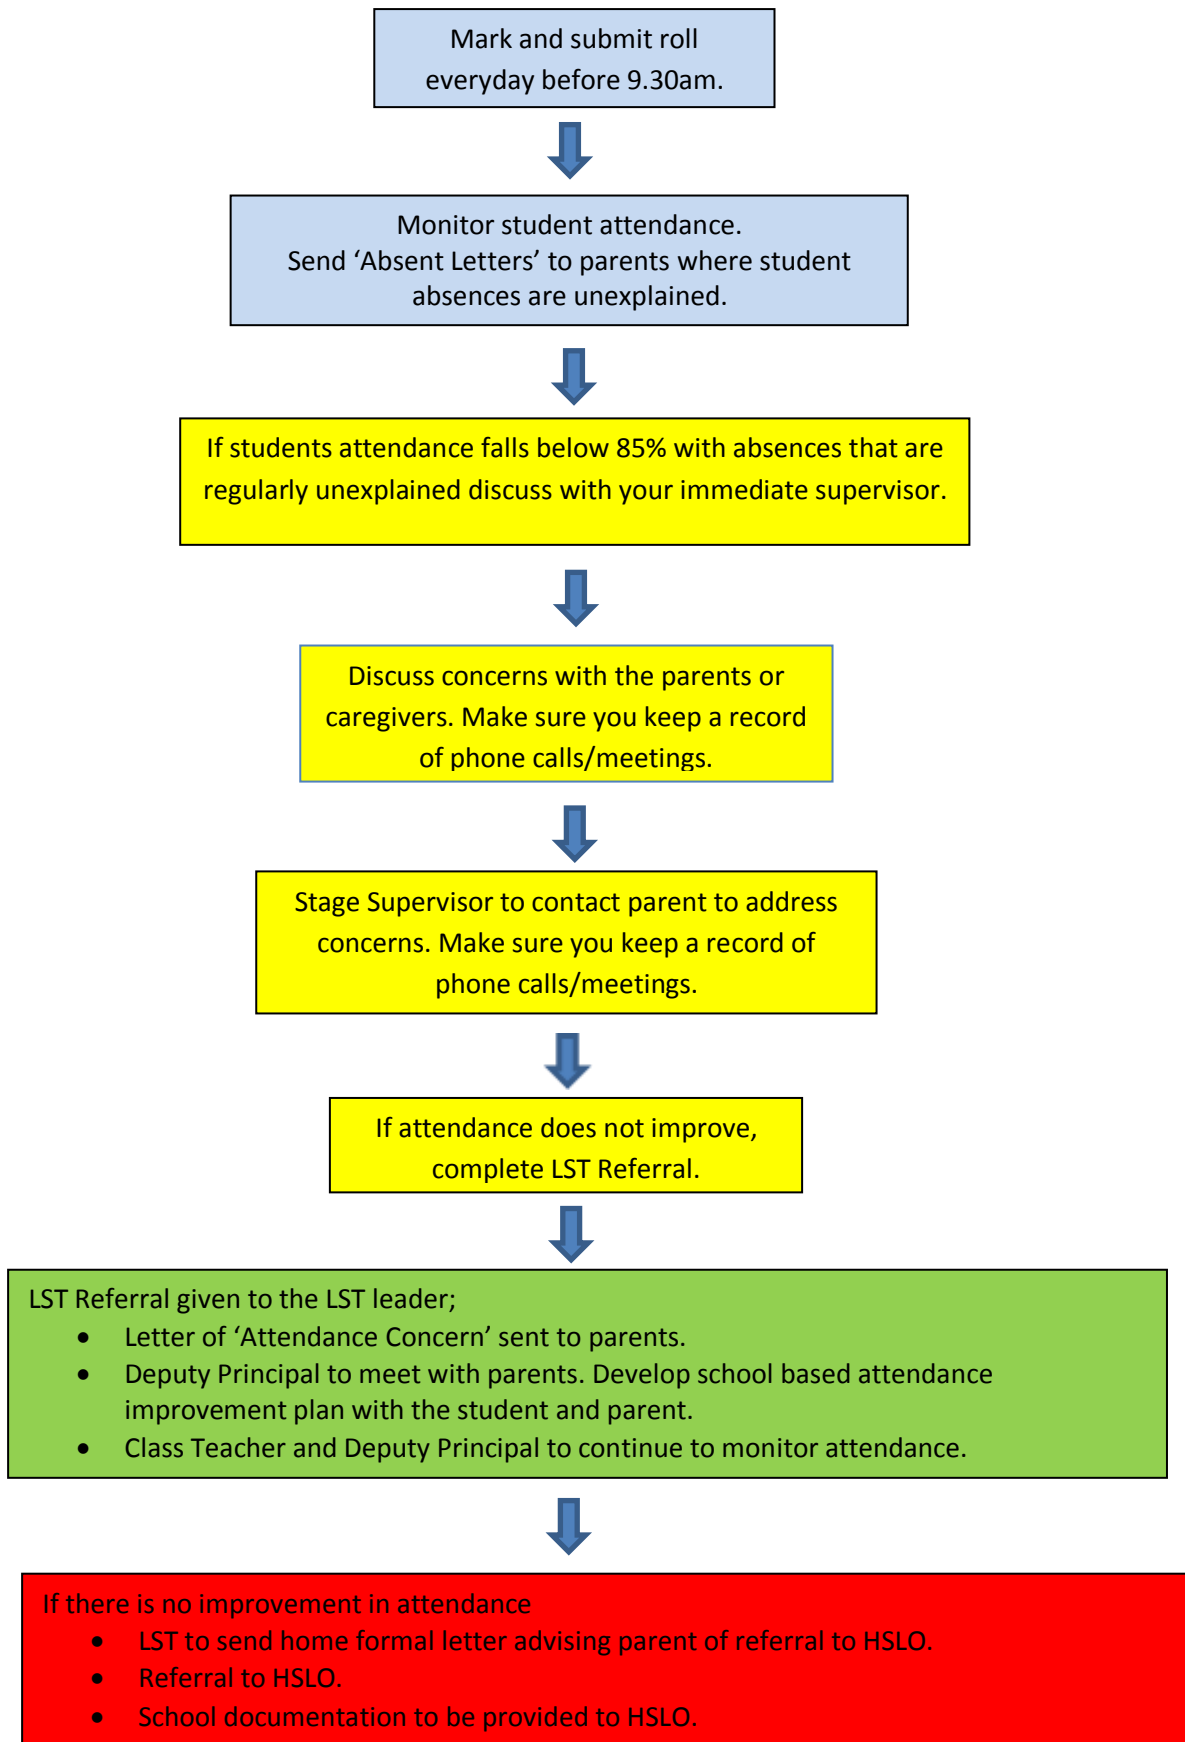 Mark and submit roll
everyday before 9.30am.
Monitor student attendance.
Send ‘Absent Letters’ to parents where student
absences are unexplained.
If students attendance falls below 85% with absences that are
regularly unexplained discuss with your immediate supervisor.
Discuss concerns with the parents or
caregivers. Make sure you keep a record
of phone calls/meetings.
Stage Supervisor to contact parent to address
concerns. Make sure you keep a record of
phone calls/meetings.
If attendance does not improve,
complete LST Referral.
LST Referral given to the LST leader;
• Letter of ‘Attendance Concern’ sent to parents.
• Deputy Principal to meet with parents. Develop school based attendance
improvement plan with the student and parent.
• Class Teacher and Deputy Principal to continue to monitor attendance.
If there is no improvement in attendance
• LST to send home formal letter advising parent of referral to HSLO.
• Referral to HSLO.
• School documentation to be provided to HSLO.